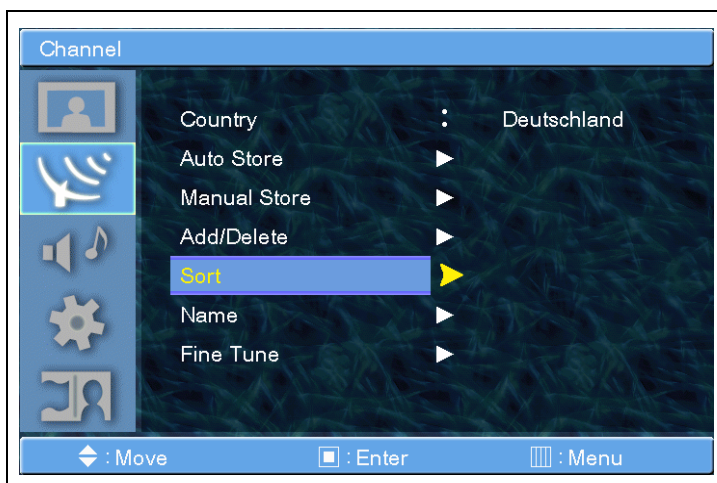 Channel
Country : Deutschland
Auto Store
Manual Store
Add/Delete
Sort
Name
Fine Tune
: Move : Enter : Menu